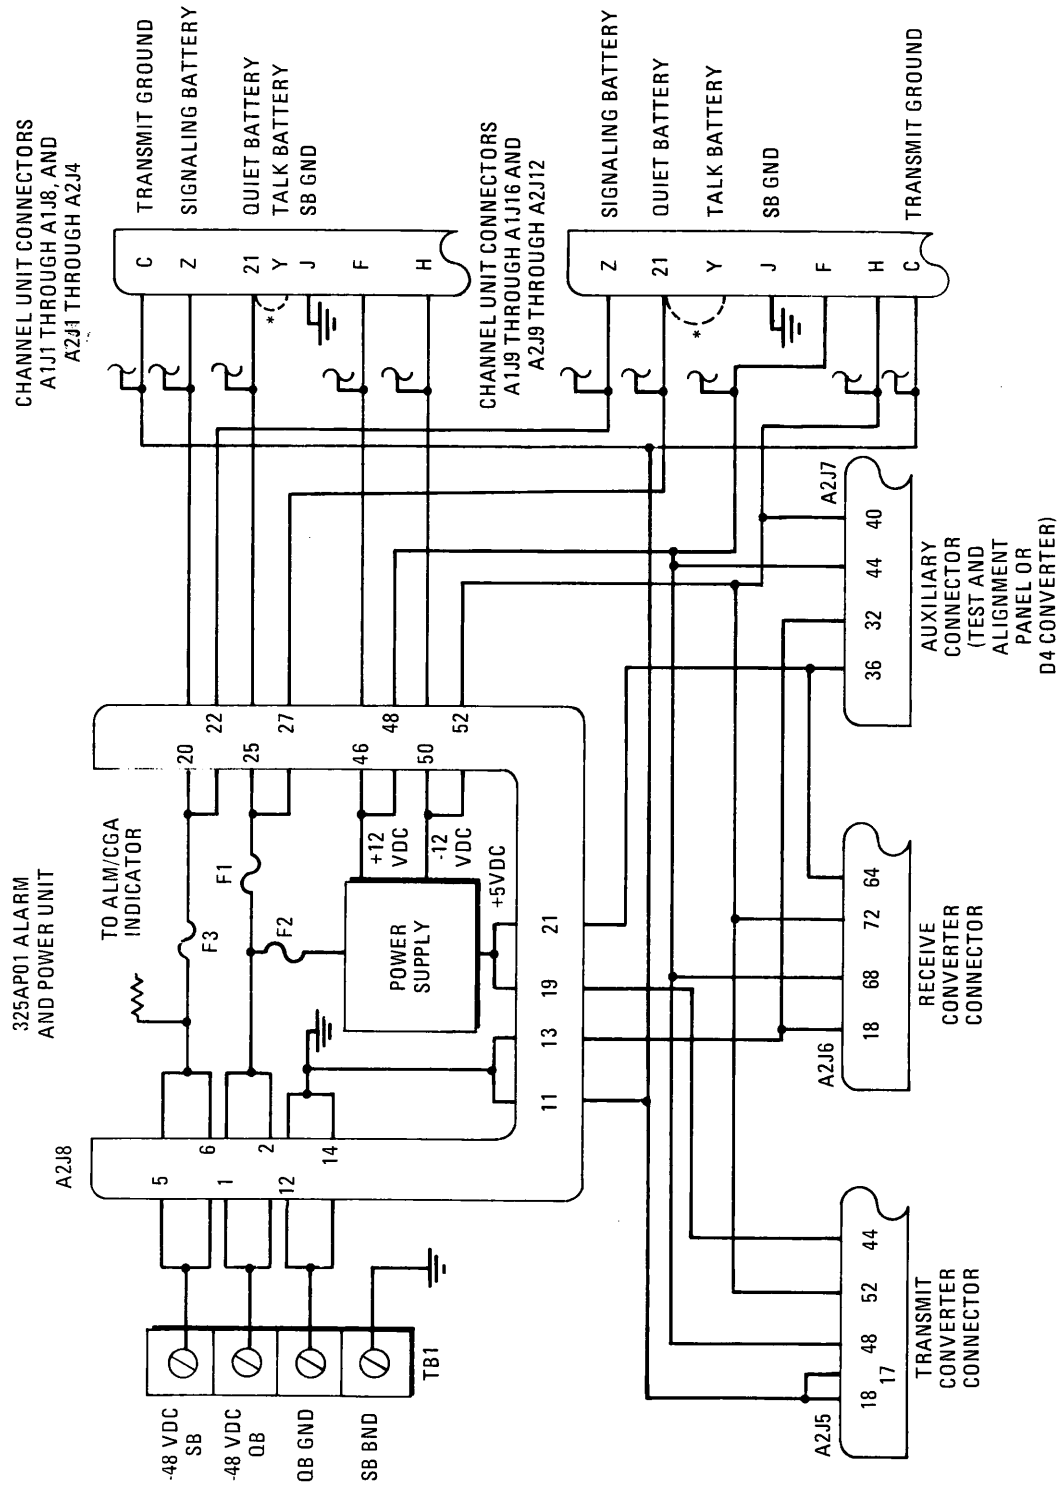 325AP01 ALARM
AND POWER UNIT
A2J8
TO ALM/CGA
INDICATOR
-48 VDC
SB
-48 VDC
QB
QB GND
SB BND
TB1
5
6
1
2
12
14
F3
F1
F2
POWER
SUPPLY
+12
VDC
-12
VDC
+5VDC
20
22
25
27
46
48
50
52
11
13
19
21
CHANNEL UNIT CONNECTORS
A1J1 THROUGH A1J8, AND
A2J1 THROUGH A2J4
C
Z
21
Y
J
F
H
*
TRANSMIT GROUND
SIGNALING BATTERY
QUIET BATTERY
TALK BATTERY
SB GND
CHANNEL UNIT CONNECTORS
A1J9 THROUGH A1J16 AND
A2J9 THROUGH A2J12
Z
21
Y
J
F
H
C
*
SIGNALING BATTERY
QUIET BATTERY
TALK BATTERY
SB GND
TRANSMIT GROUND
A2J5
18
17
48
52
44
TRANSMIT
CONVERTER
CONNECTOR
A2J6
18
68
72
64
RECEIVE
CONVERTER
CONNECTOR
A2J7
36
32
44
40
AUXILIARY
CONNECTOR
(TEST AND
ALIGNMENT
PANEL OR
D4 CONVERTER)